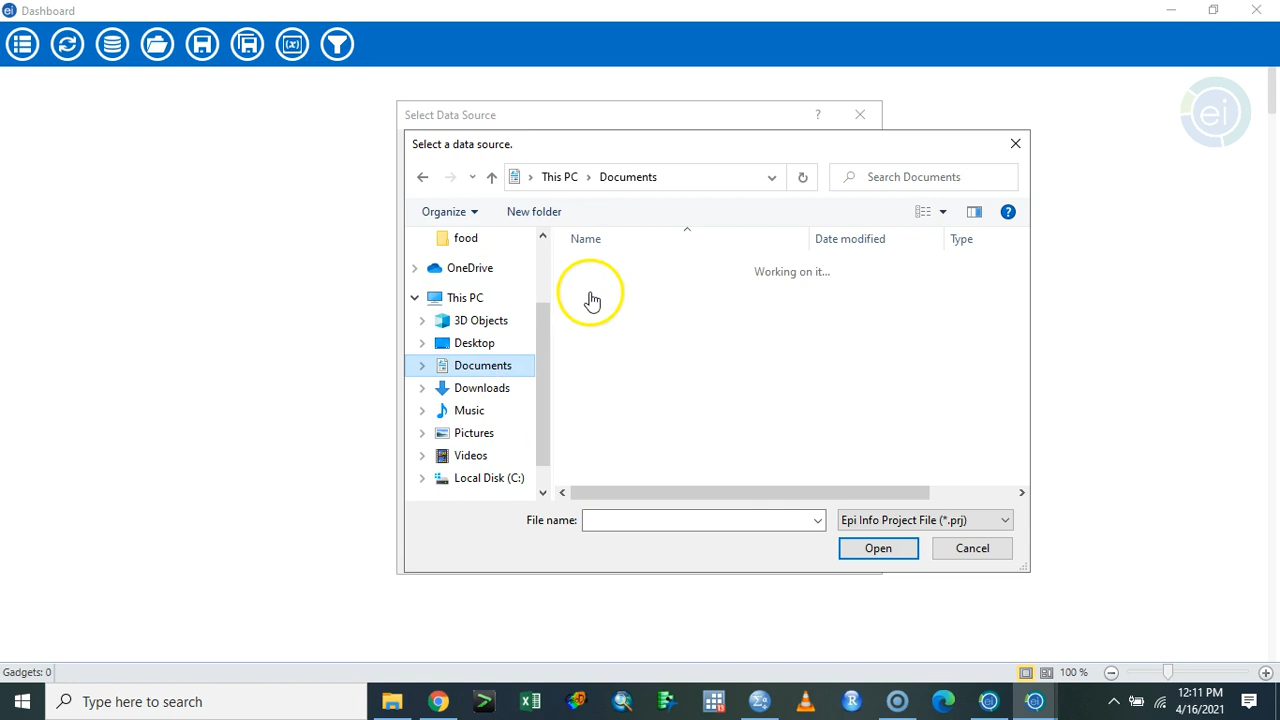 ei Dashboard
ei
Select Data Source ?
Select a data source.
This PC > Documents
Search Documents
Organize New folder ?
food
OneDrive
This PC
3D Objects
Desktop
Documents
Downloads
Music
Pictures
Videos
Local Disk (C:)
Name Date modified Type
Working on it...
File name: Epi Info Project File (*.prj)
Open Cancel
Gadgets: 0 100 %
Type here to search
12:11 PM
4/16/2021